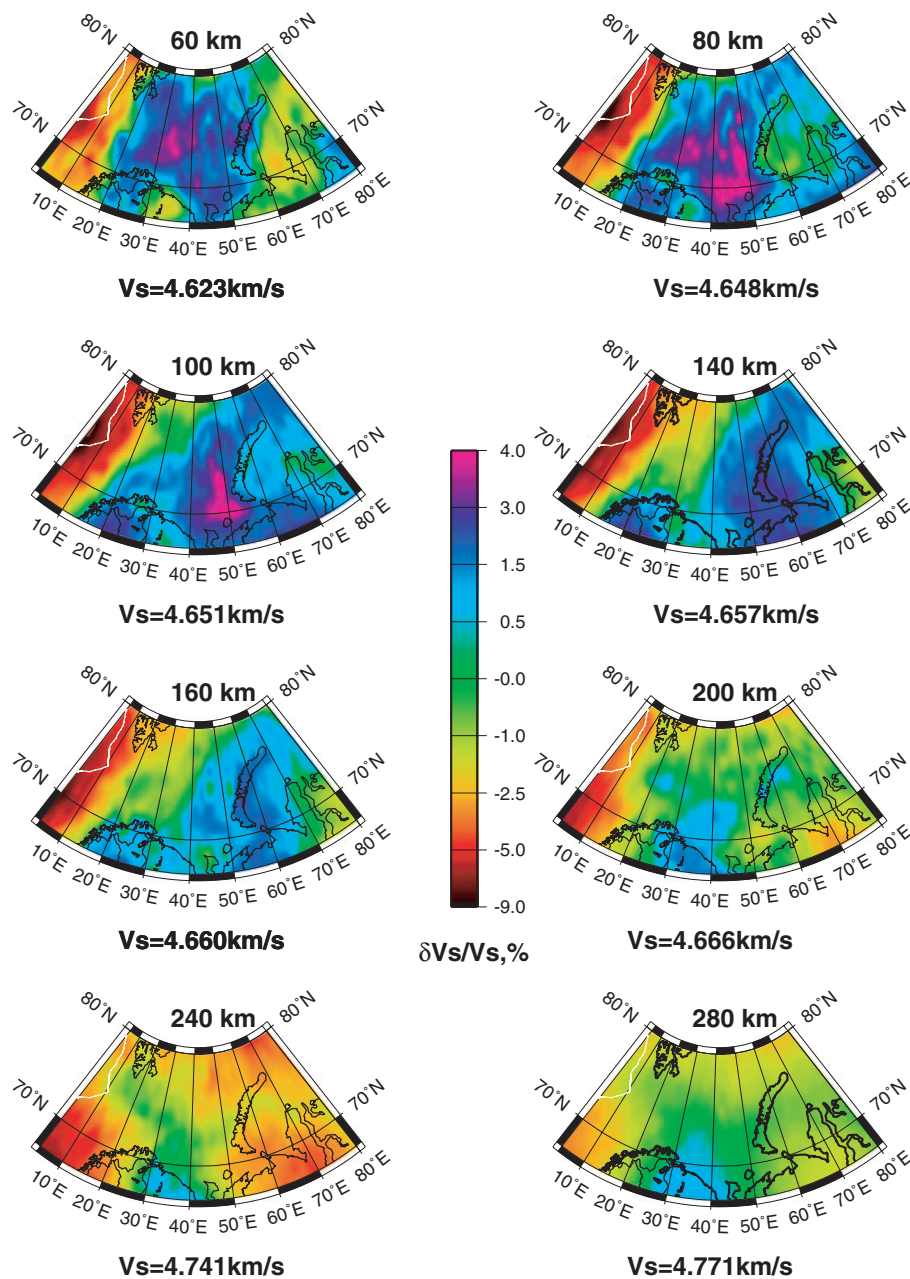 60 km
80°N
80°N
70°N
70°N
10°E
20°E
30°E
40°E
50°E
60°E
70°E
80°E
Vs=4.623km/s
80 km
80°N
80°N
70°N
70°N
10°E
20°E
30°E
40°E
50°E
60°E
70°E
80°E
Vs=4.648km/s
100 km
80°N
80°N
70°N
70°N
10°E
20°E
30°E
40°E
50°E
60°E
70°E
80°E
Vs=4.651km/s
140 km
80°N
80°N
70°N
70°N
10°E
20°E
30°E
40°E
50°E
60°E
70°E
80°E
Vs=4.657km/s
4.0
3.0
1.5
0.5
-0.0
-1.0
-2.5
-5.0
-9.0
δVs/Vs,%
160 km
80°N
80°N
70°N
70°N
10°E
20°E
30°E
40°E
50°E
60°E
70°E
80°E
Vs=4.660km/s
200 km
80°N
80°N
70°N
70°N
10°E
20°E
30°E
40°E
50°E
60°E
70°E
80°E
Vs=4.666km/s
240 km
80°N
80°N
70°N
70°N
10°E
20°E
30°E
40°E
50°E
60°E
70°E
80°E
Vs=4.741km/s
280 km
80°N
80°N
70°N
70°N
10°E
20°E
30°E
40°E
50°E
60°E
70°E
80°E
Vs=4.771km/s